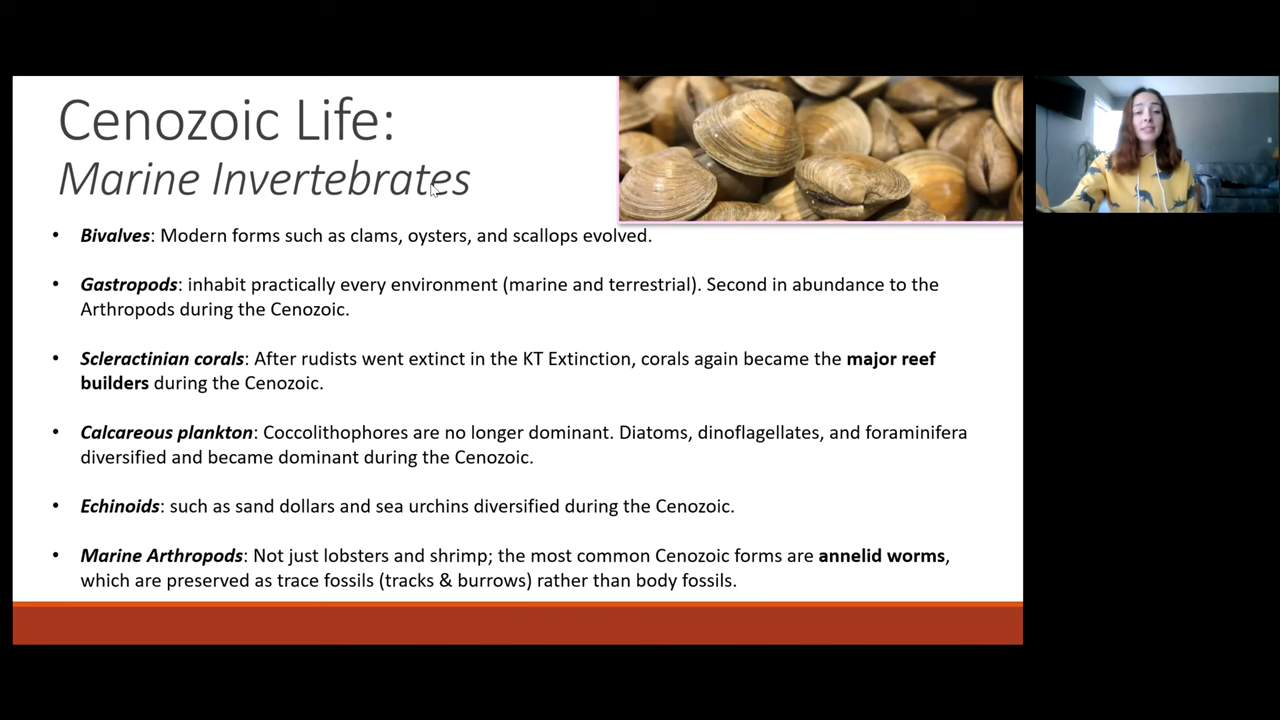 Cenozoic Life:
Marine Invertebrates
• Bivalves: Modern forms such as clams, oysters, and scallops evolved.
• Gastropods: inhabit practically every environment (marine and terrestrial). Second in abundance to the
Arthropods during the Cenozoic.
• Scleractinian corals: After rudists went extinct in the KT Extinction, corals again became the major reef
builders during the Cenozoic.
• Calcareous plankton: Coccolithophores are no longer dominant. Diatoms, dinoflagellates, and foraminifera
diversified and became dominant during the Cenozoic.
• Echinoids: such as sand dollars and sea urchins diversified during the Cenozoic.
• Marine Arthropods: Not just lobsters and shrimp; the most common Cenozoic forms are annelid worms,
which are preserved as trace fossils (tracks & burrows) rather than body fossils.